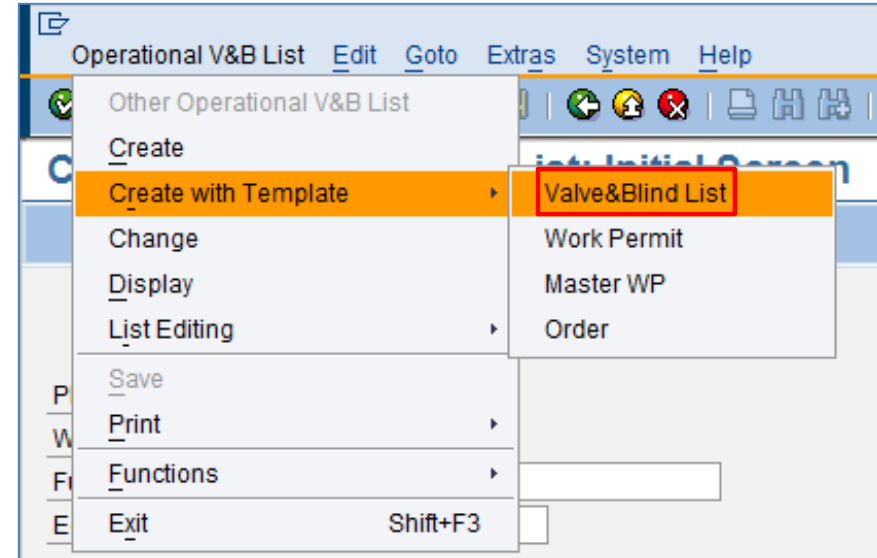 Operational V&B List Edit Goto Extras System Help
Other Operational V&B List
Create
Create with Template
Valve&Blind List
Change
Work Permit
Display
Master WP
List Editing
Order
Save
Print
Functions
Exit Shift+F3